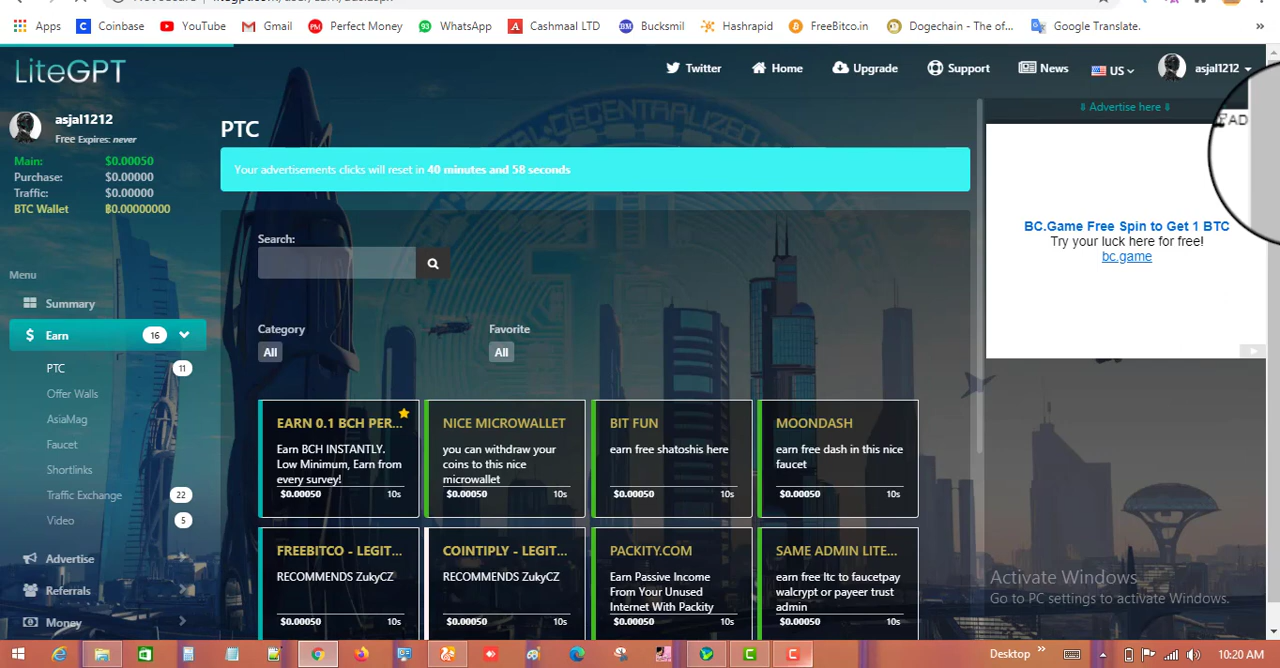 Apps Coinbase YouTube Gmail Perfect Money WhatsApp Cashmaal LTD Bucksmil Hashrapid FreeBitco.in Dogechain - The of... Google Translate. »
93
LiteGPT
Twitter Home Upgrade Support News US asjal1212
asjal1212
Free Expires: never
Main: $0.00050
Purchase: $0.00000
Traffic: $0.00000
BTC Wallet ฿0.00000000
Menu
Summary
Earn 16
PTC 11
Offer Walls
AsiaMag
Faucet
Shortlinks
Traffic Exchange 22
Video 5
Advertise
Referrals
Money
PTC
Your advertisements clicks will reset in 40 minutes and 58 seconds
Search:
Category
All
Favorite
All
EARN 0.1 BCH PER...
Earn BCH INSTANTLY.
Low Minimum, Earn from
every survey!
$0.00050 10s
NICE MICROWALLET
you can withdraw your
coins to this nice
microwallet
$0.00050 10s
BIT FUN
earn free shatoshis here
$0.00050 10s
MOONDASH
earn free dash in this nice
faucet
$0.00050 10s
FREEBITCO - LEGIT...
RECOMMENDS ZukyCZ
$0.00050 10s
COINTIPLY - LEGIT...
RECOMMENDS ZukyCZ
$0.00050 10s
PACKITY.COM
Earn Passive Income
From Your Unused
Internet With Packity
$0.00050 10s
SAME ADMIN LITE...
earn free ltc to faucetpay
walcrypt or payeer trust
admin
$0.00050 10s
⇩ Advertise here ⇩
AD
BC.Game Free Spin to Get 1 BTC
Try your luck here for free!
bc.game
Activate Windows
Go to PC settings to activate Windows.
Desktop » 10:20 AM